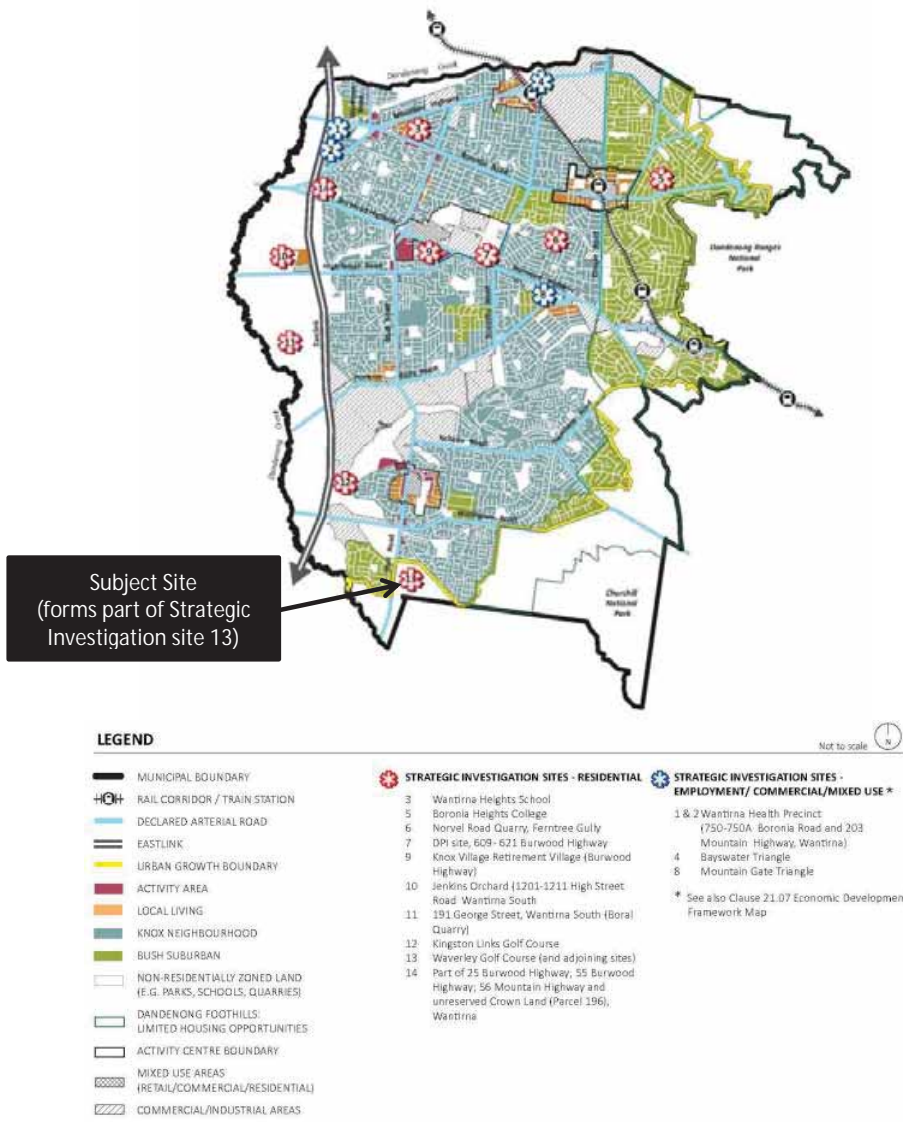 Dandenong Creek
Mountain Highway
Boronia Road
Dandenong Ranges
National
Park
Eastlink
Dandenong Creek
Road
Churchill
National
Park
Subject Site
(forms part of Strategic
Investigation site 13)
LEGEND
Not to scale
N
MUNICIPAL BOUNDARY
RAIL CORRIDOR / TRAIN STATION
DECLARED ARTERIAL ROAD
EASTLINK
URBAN GROWTH BOUNDARY
ACTIVITY AREA
LOCAL LIVING
KNOX NEIGHBOURHOOD
BUSH SUBURBAN
NON-RESIDENTIALLY ZONED LAND
(E.G. PARKS, SCHOOLS, QUARRIES)
DANDENONG FOOTHILLS:
LIMITED HOUSING OPPORTUNITIES
ACTIVITY CENTRE BOUNDARY
MIXED USE AREAS
(RETAIL/COMMERCIAL/RESIDENTIAL)
COMMERCIAL/INDUSTRIAL AREAS
STRATEGIC INVESTIGATION SITES - RESIDENTIAL
3 Wantirna Heights School
5 Boronia Heights College
6 Norvel Road Quarry, Ferntree Gully
7 DPI site, 609- 621 Burwood Highway
9 Knox Village Retirement Village (Burwood
Highway)
10 Jenkins Orchard (1201-1211 High Street
Road Wantirna South
11 191 George Street, Wantirna South (Boral
Quarry)
12 Kingston Links Golf Course
13 Waverley Golf Course (and adjoining sites)
14 Part of 25 Burwood Highway, 55 Burwood
Highway; 56 Mountain Highway and
unreserved Crown Land (Parcel 196),
Wantirna
STRATEGIC INVESTIGATION SITES -
EMPLOYMENT/ COMMERCIAL/MIXED USE *
1 & 2 Wantirna Health Precinct
(750-750A Boronia Road and 203
Mountain Highway, Wantirna)
4 Bayswater Triangle
8 Mountain Gate Triangle
* See also Clause 21.07 Economic Developmen
Framework Map